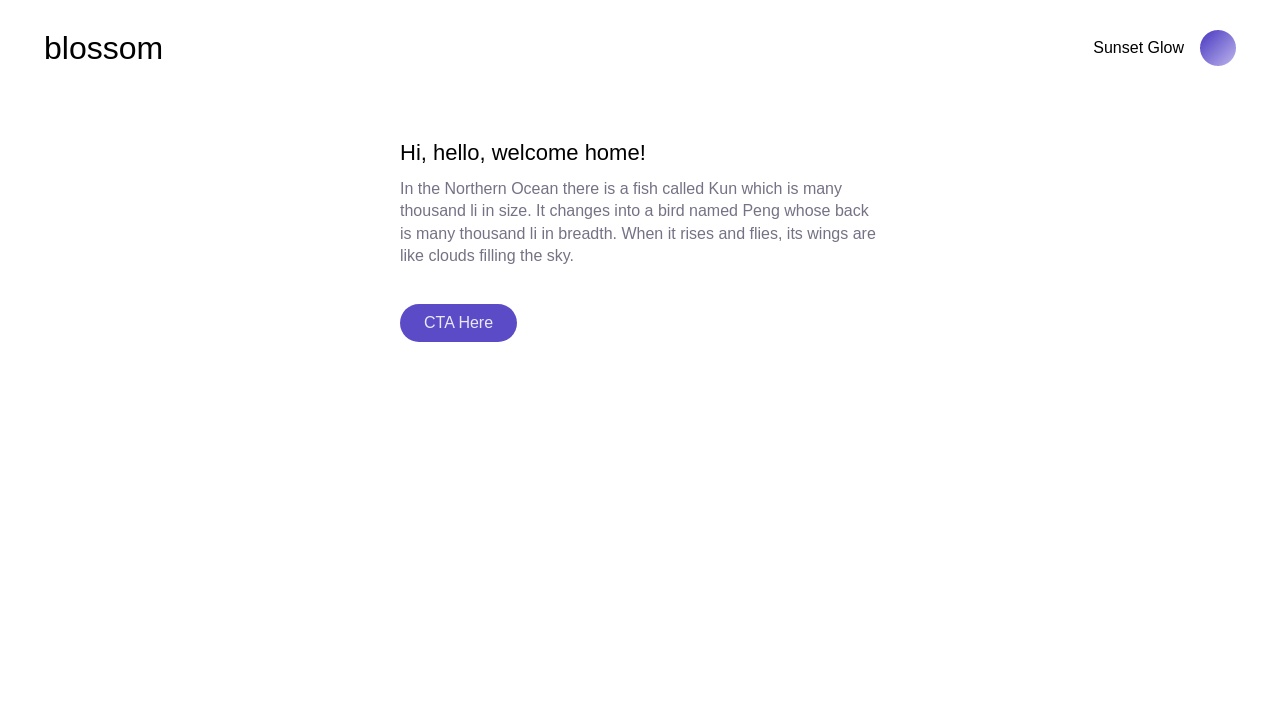 blossom
Sunset Glow
Hi, hello, welcome home!
In the Northern Ocean there is a fish called Kun which is many
thousand li in size. It changes into a bird named Peng whose back
is many thousand li in breadth. When it rises and flies, its wings are
like clouds filling the sky.
CTA Here